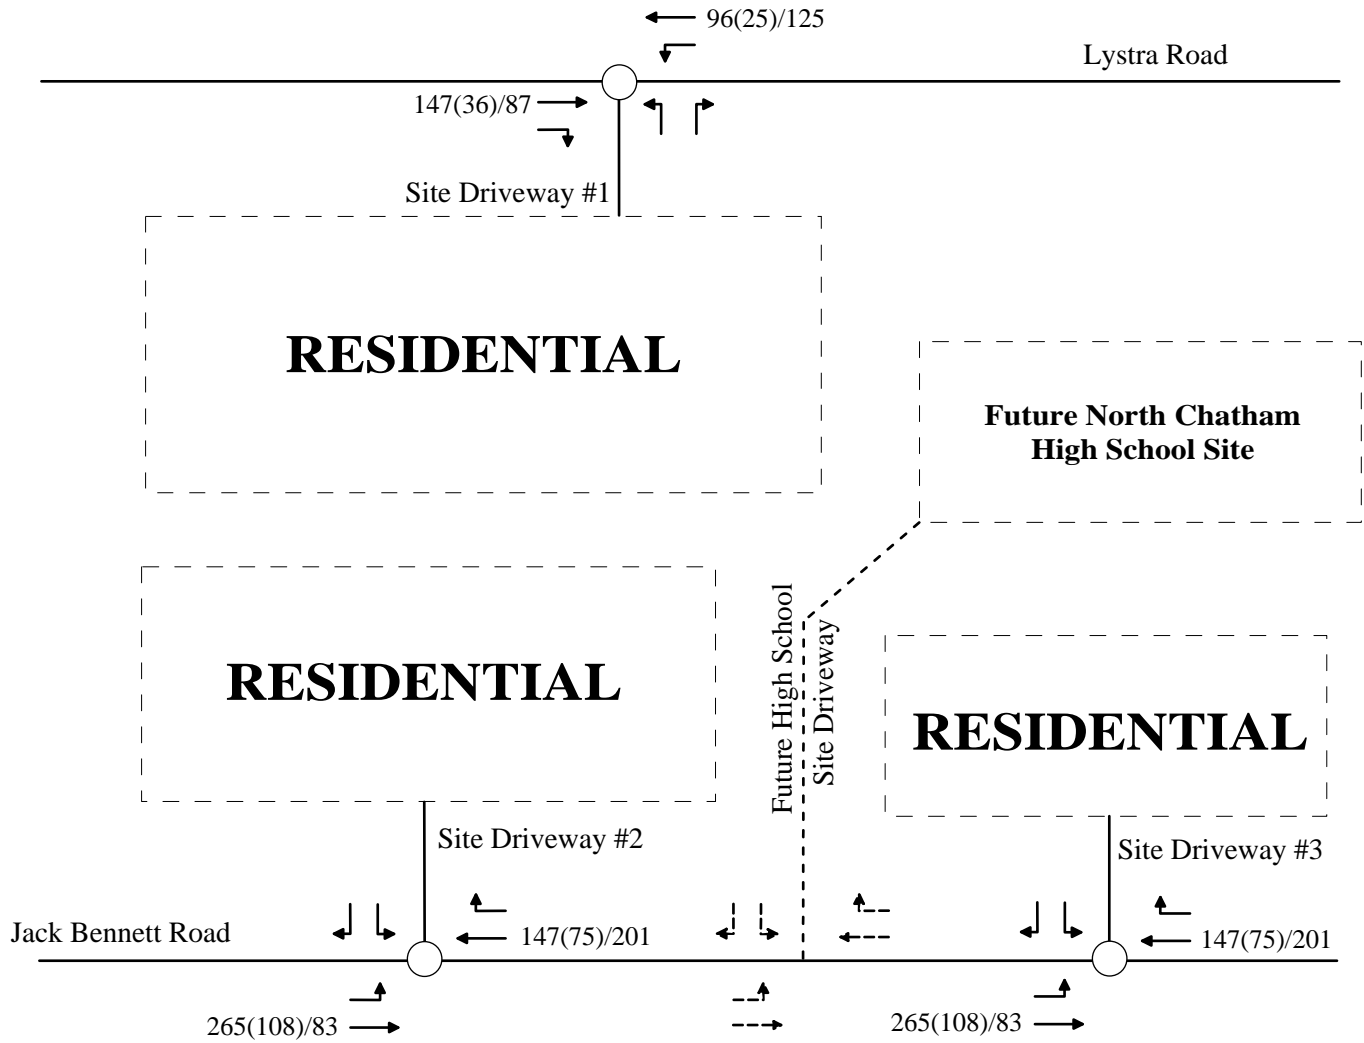 96(25)/125
Lystra Road
147(36)/87
Site Driveway #1
RESIDENTIAL
Future North Chatham
High School Site
RESIDENTIAL
Future High School
Site Driveway
RESIDENTIAL
Site Driveway #2
Site Driveway #3
Jack Bennett Road
147(75)/201
147(75)/201
265(108)/83
265(108)/83